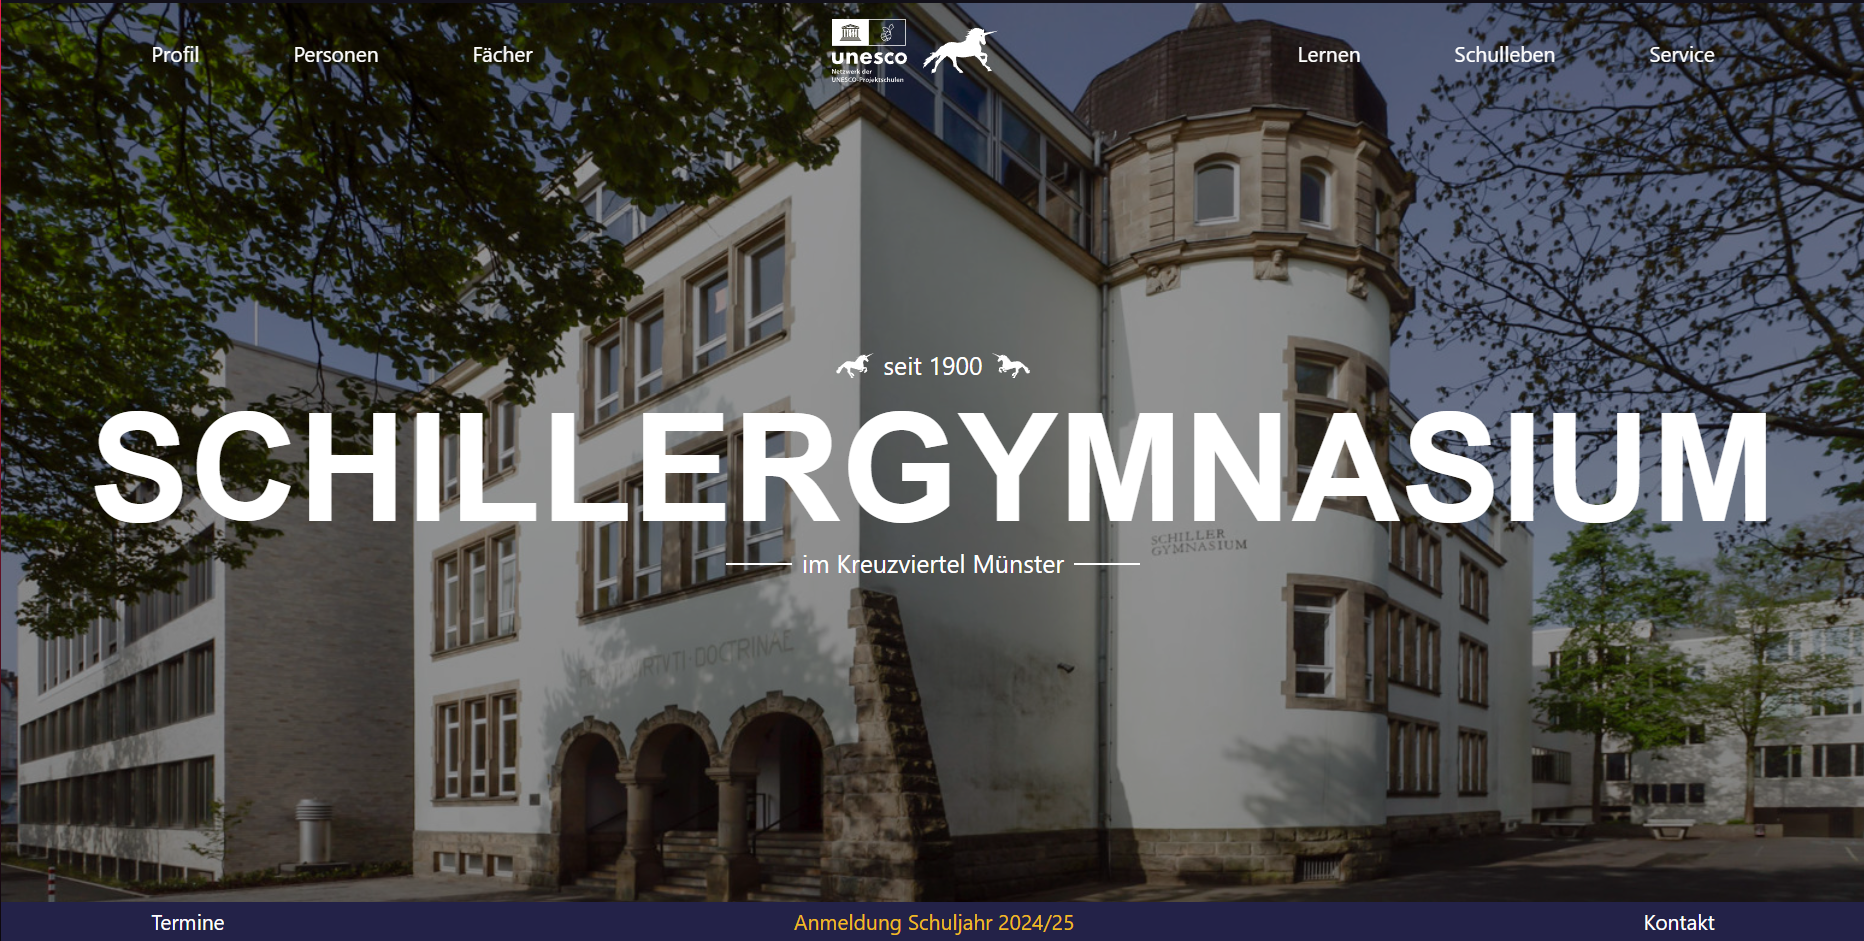 Profil Personen Fächer
unesco
Netzwerk der
UNESCO-Projektschulen
Lernen Schulleben Service
seit 1900
SCHILLERGYMNASIUM
SCHILLER
GYMNASIUM
im Kreuzviertel Münster
VIRTVTI · DOCTRINAE
Termine Anmeldung Schuljahr 2024/25 Kontakt